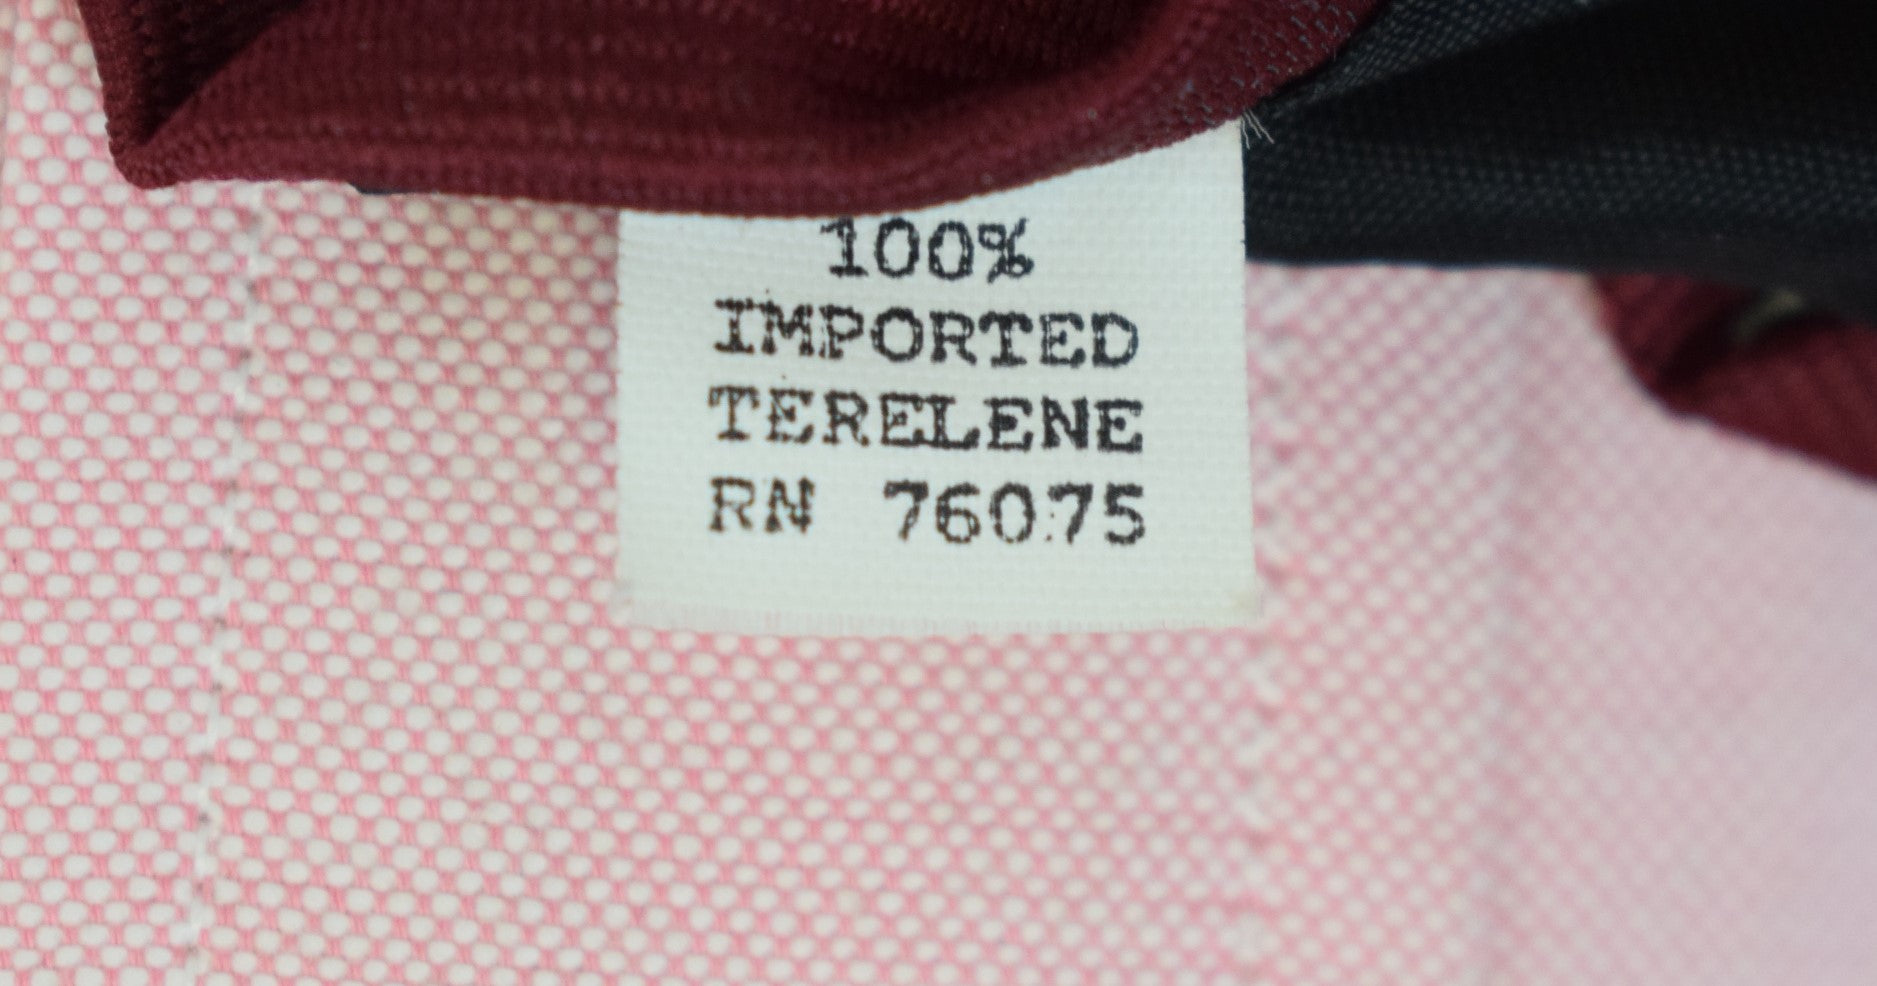 100%
IMPORTED
TERELENE
RN 76075